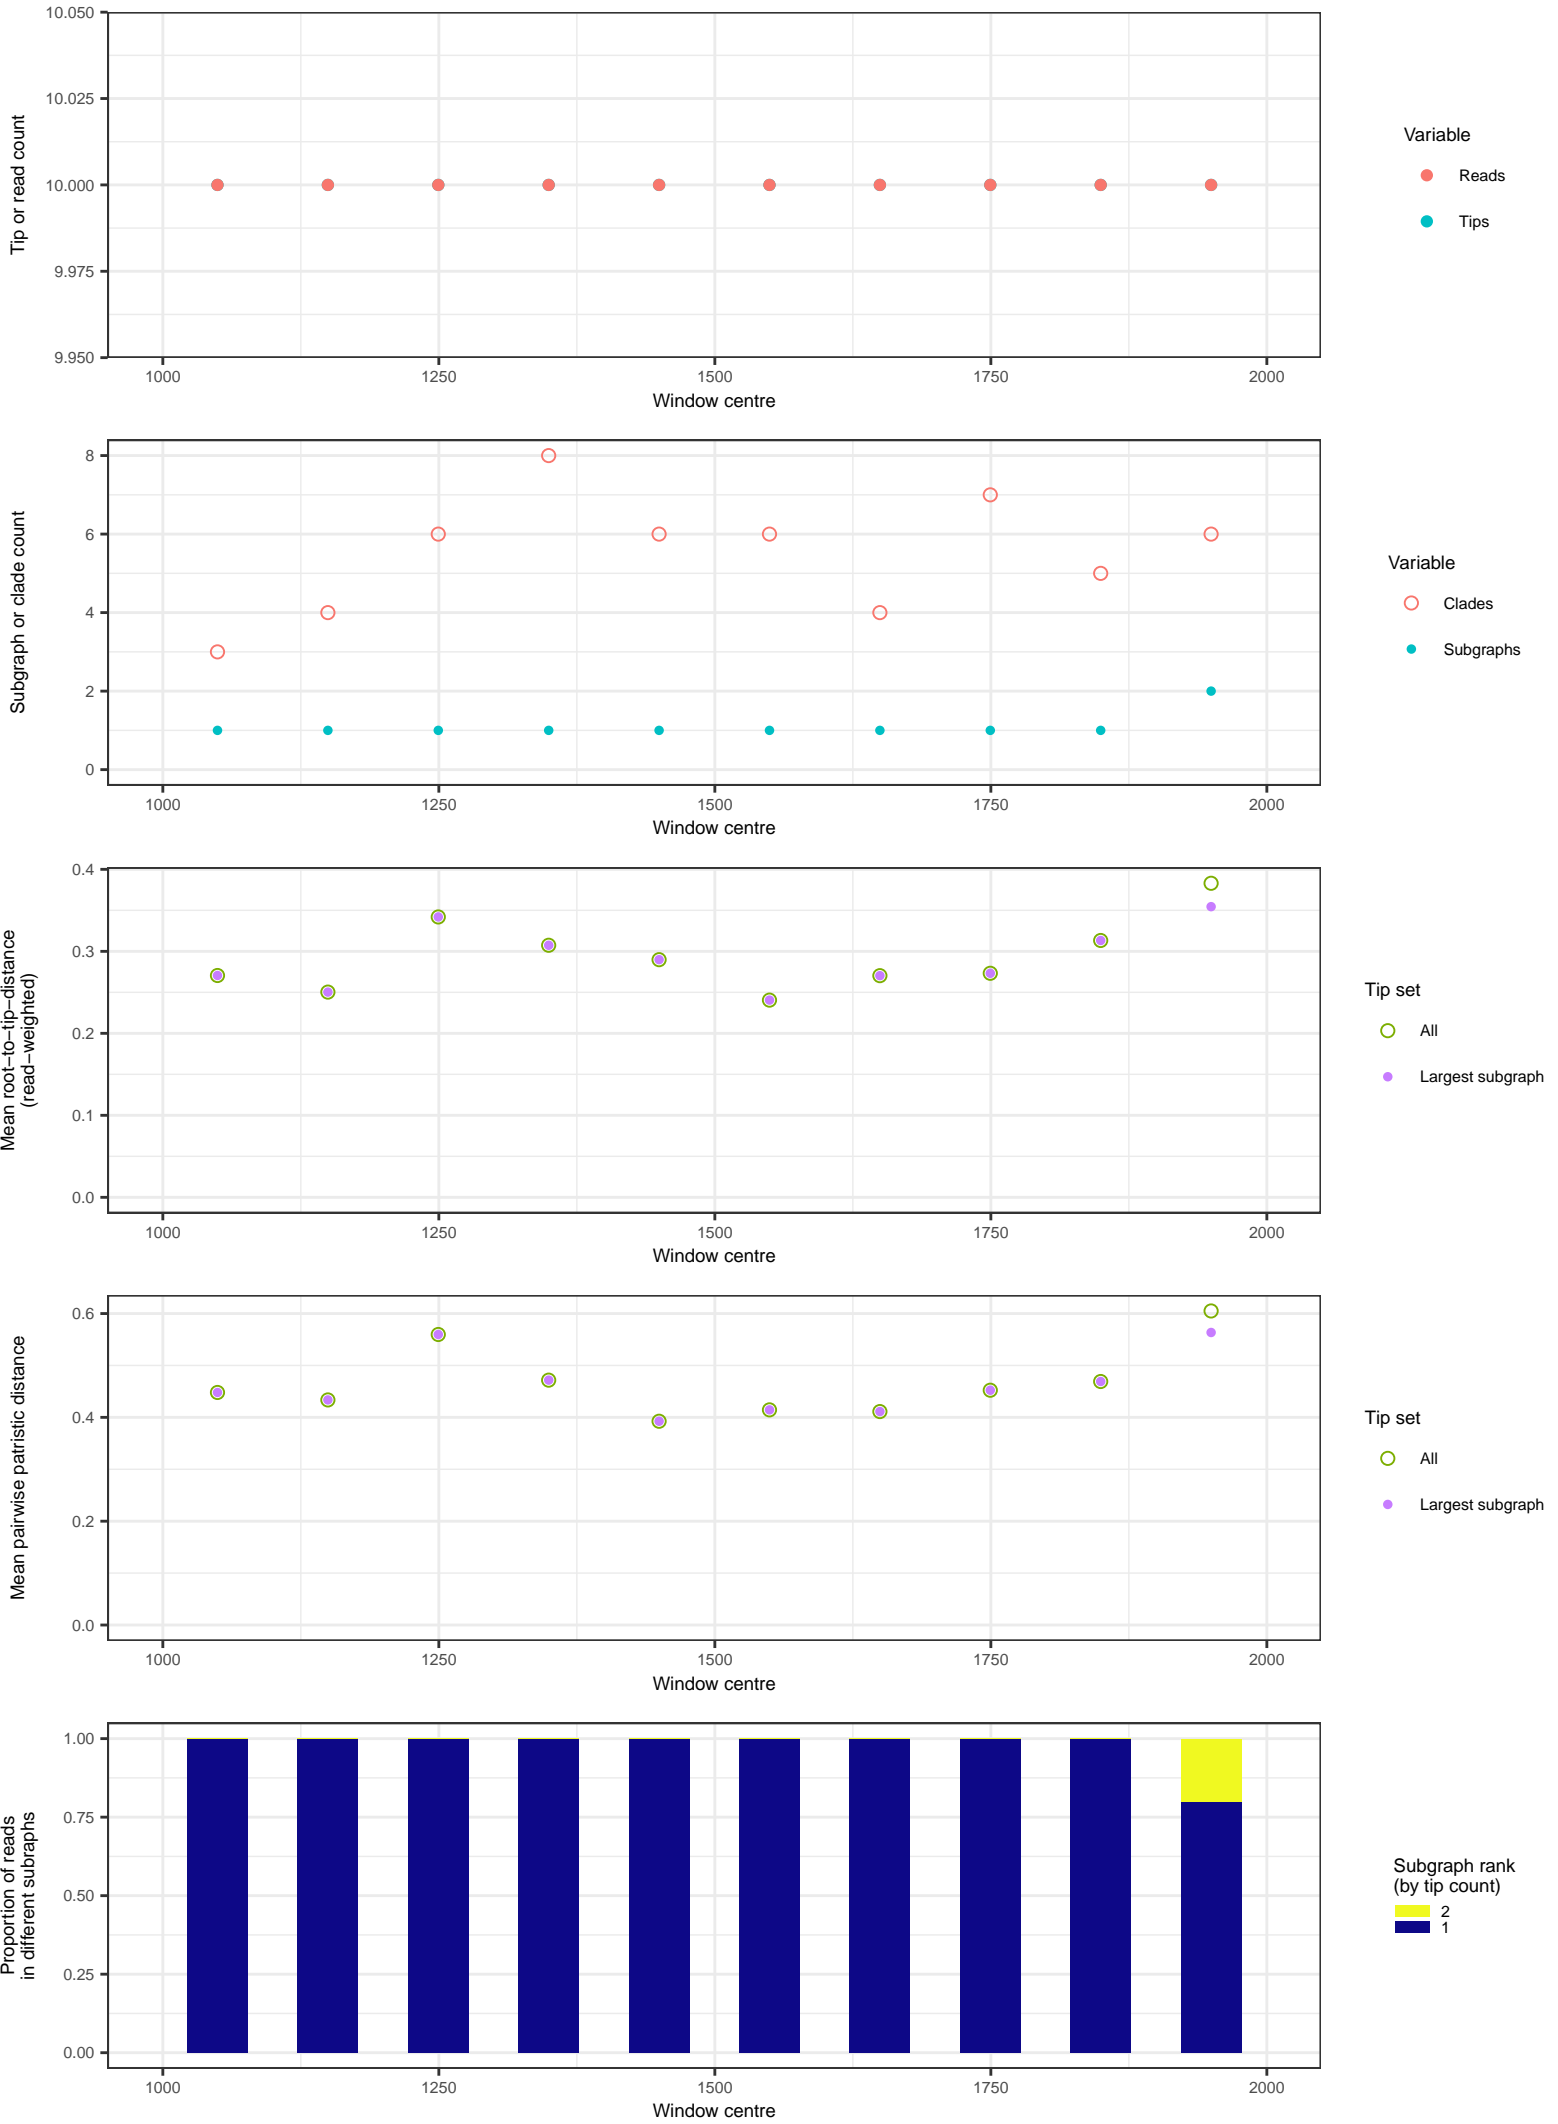 10.050
10.025
10.000
9.975
9.950
Tip or read count
1000 1250 1500 1750 2000
Window centre
Variable
Reads
Tips
8
6
4
2
0
Subgraph or clade count
1000 1250 1500 1750 2000
Window centre
Variable
Clades
Subgraphs
0.4
0.3
0.2
0.1
0.0
Mean root−to−tip−distance
(read−weighted)
1000 1250 1500 1750 2000
Window centre
Tip set
All
Largest subgraph
0.6
0.4
0.2
0.0
Mean pairwise patristic distance
1000 1250 1500 1750 2000
Window centre
Tip set
All
Largest subgraph
1.00
0.75
0.50
0.25
0.00
Proportion of reads
in different subraphs
1000 1250 1500 1750 2000
Window centre
Subgraph rank
(by tip count)
2
1